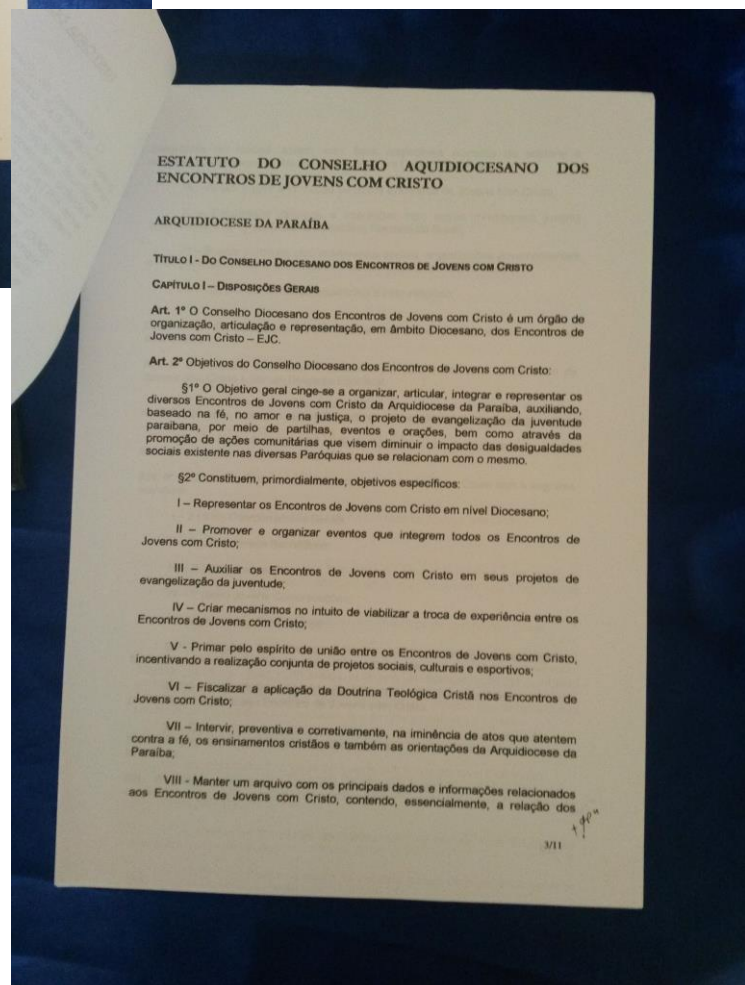 ESTATUTO DO CONSELHO AQUIDIOCESANO DOS
ENCONTROS DE JOVENS COM CRISTO
ARQUIDIOCESE DA PARAÍBA
TÍTULO I - DO CONSELHO DIOCESANO DOS ENCONTROS DE JOVENS COM CRISTO
CAPÍTULO I – DISPOSIÇÕES GERAIS
Art. 1º O Conselho Diocesano dos Encontros de Jovens com Cristo é um órgão de
organização, articulação e representação, em âmbito Diocesano, dos Encontros de
Jovens com Cristo – EJC.
Art. 2º Objetivos do Conselho Diocesano dos Encontros de Jovens com Cristo:
§1º O Objetivo geral cinge-se a organizar, articular, integrar e representar os
diversos Encontros de Jovens com Cristo da Arquidiocese da Paraíba, auxiliando,
baseado na fé, no amor e na justiça, o projeto de evangelização da juventude
paraibana, por meio de partilhas, eventos e orações, bem como através da
promoção de ações comunitárias que visem diminuir o impacto das desigualdades
sociais existente nas diversas Paróquias que se relacionam com o mesmo.
§2º Constituem, primordialmente, objetivos específicos:
I – Representar os Encontros de Jovens com Cristo em nível Diocesano;
II – Promover e organizar eventos que integrem todos os Encontros de
Jovens com Cristo;
III – Auxiliar os Encontros de Jovens com Cristo em seus projetos de
evangelização da juventude;
IV – Criar mecanismos no intuito de viabilizar a troca de experiência entre os
Encontros de Jovens com Cristo;
V - Primar pelo espírito de união entre os Encontros de Jovens com Cristo,
incentivando a realização conjunta de projetos sociais, culturais e esportivos;
VI – Fiscalizar a aplicação da Doutrina Teológica Cristã nos Encontros de
Jovens com Cristo;
VII – Intervir, preventiva e corretivamente, na iminência de atos que atentem
contra a fé, os ensinamentos cristãos e também as orientações da Arquidiocese da
Paraíba;
VIII - Manter um arquivo com os principais dados e informações relacionados
aos Encontros de Jovens com Cristo, contendo, essencialmente, a relação dos
3/11